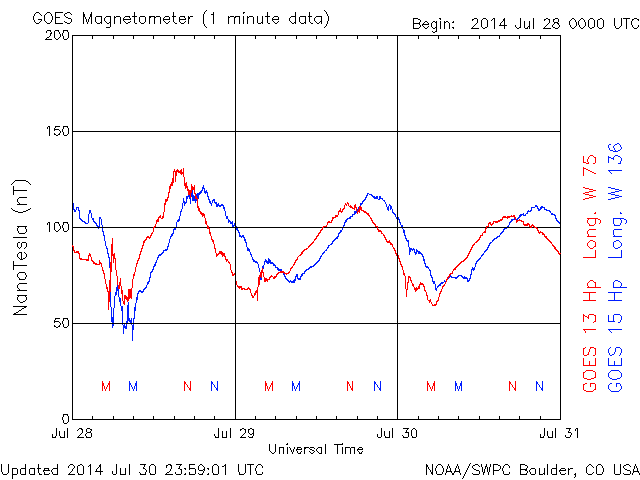 GOES Magnetometer (1 minute data)
Begin: 2014 Jul 28 0000 UTC
200
150
100
50
0
NanoTesla (nT)
M M N N M M N N M M N N
Jul 28 Jul 29 Jul 30 Jul 31
Universal Time
GOES 13 Hp Long. W 75
GOES 15 Hp Long. W 136
Updated 2014 Jul 30 23:59:01 UTC
NOAA/SWPC Boulder, CO USA